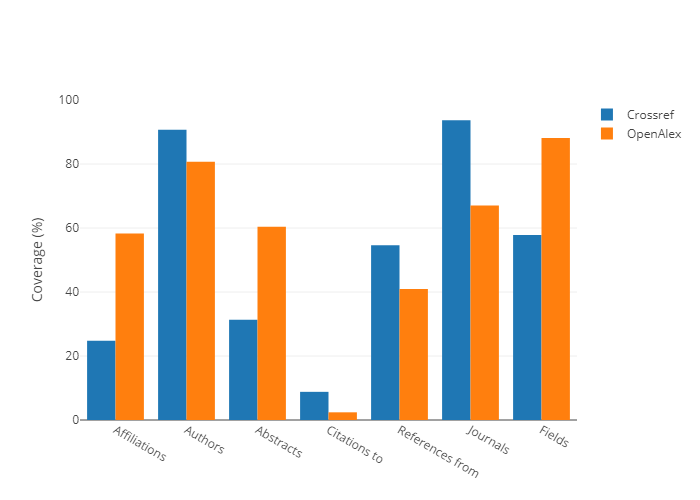 Crossref
OpenAlex
Coverage (%)
100
80
60
40
20
0
Affiliations
Authors
Abstracts
Citations to
References from
Journals
Fields